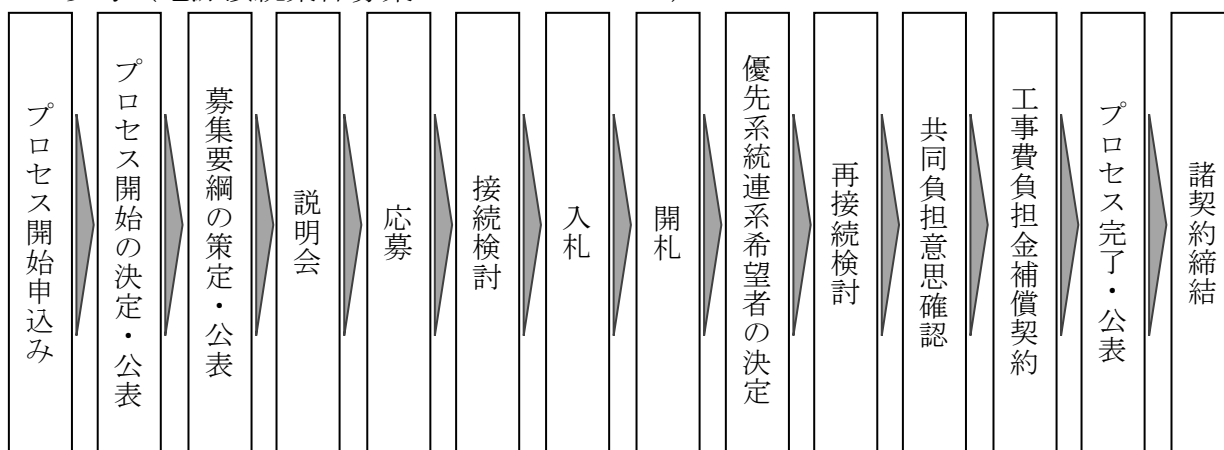 プロセス開始申込み
プロセス開始の決定・公表
募集要綱の策定・公表
説明会
応募
接続検討
入札
開札
優先系統連系希望者の決定
再接続検討
共同負担意思確認
工事費負担金補償契約
プロセス完了・公表
諸契約締結